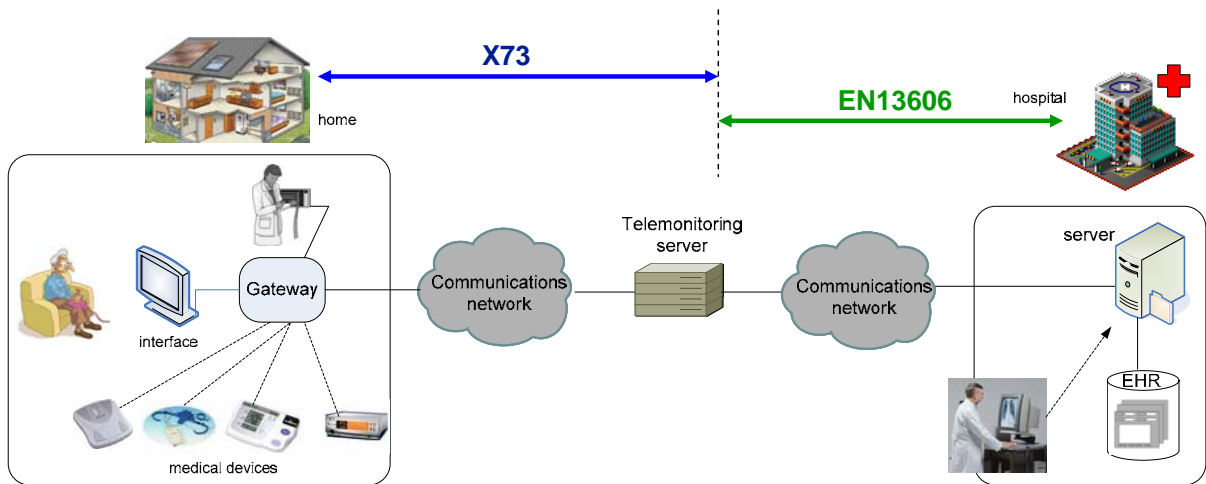 X73
EN13606
home
hospital
H
Telemonitoring
server
server
Communications
network
Communications
network
Gateway
interface
EHR
medical devices